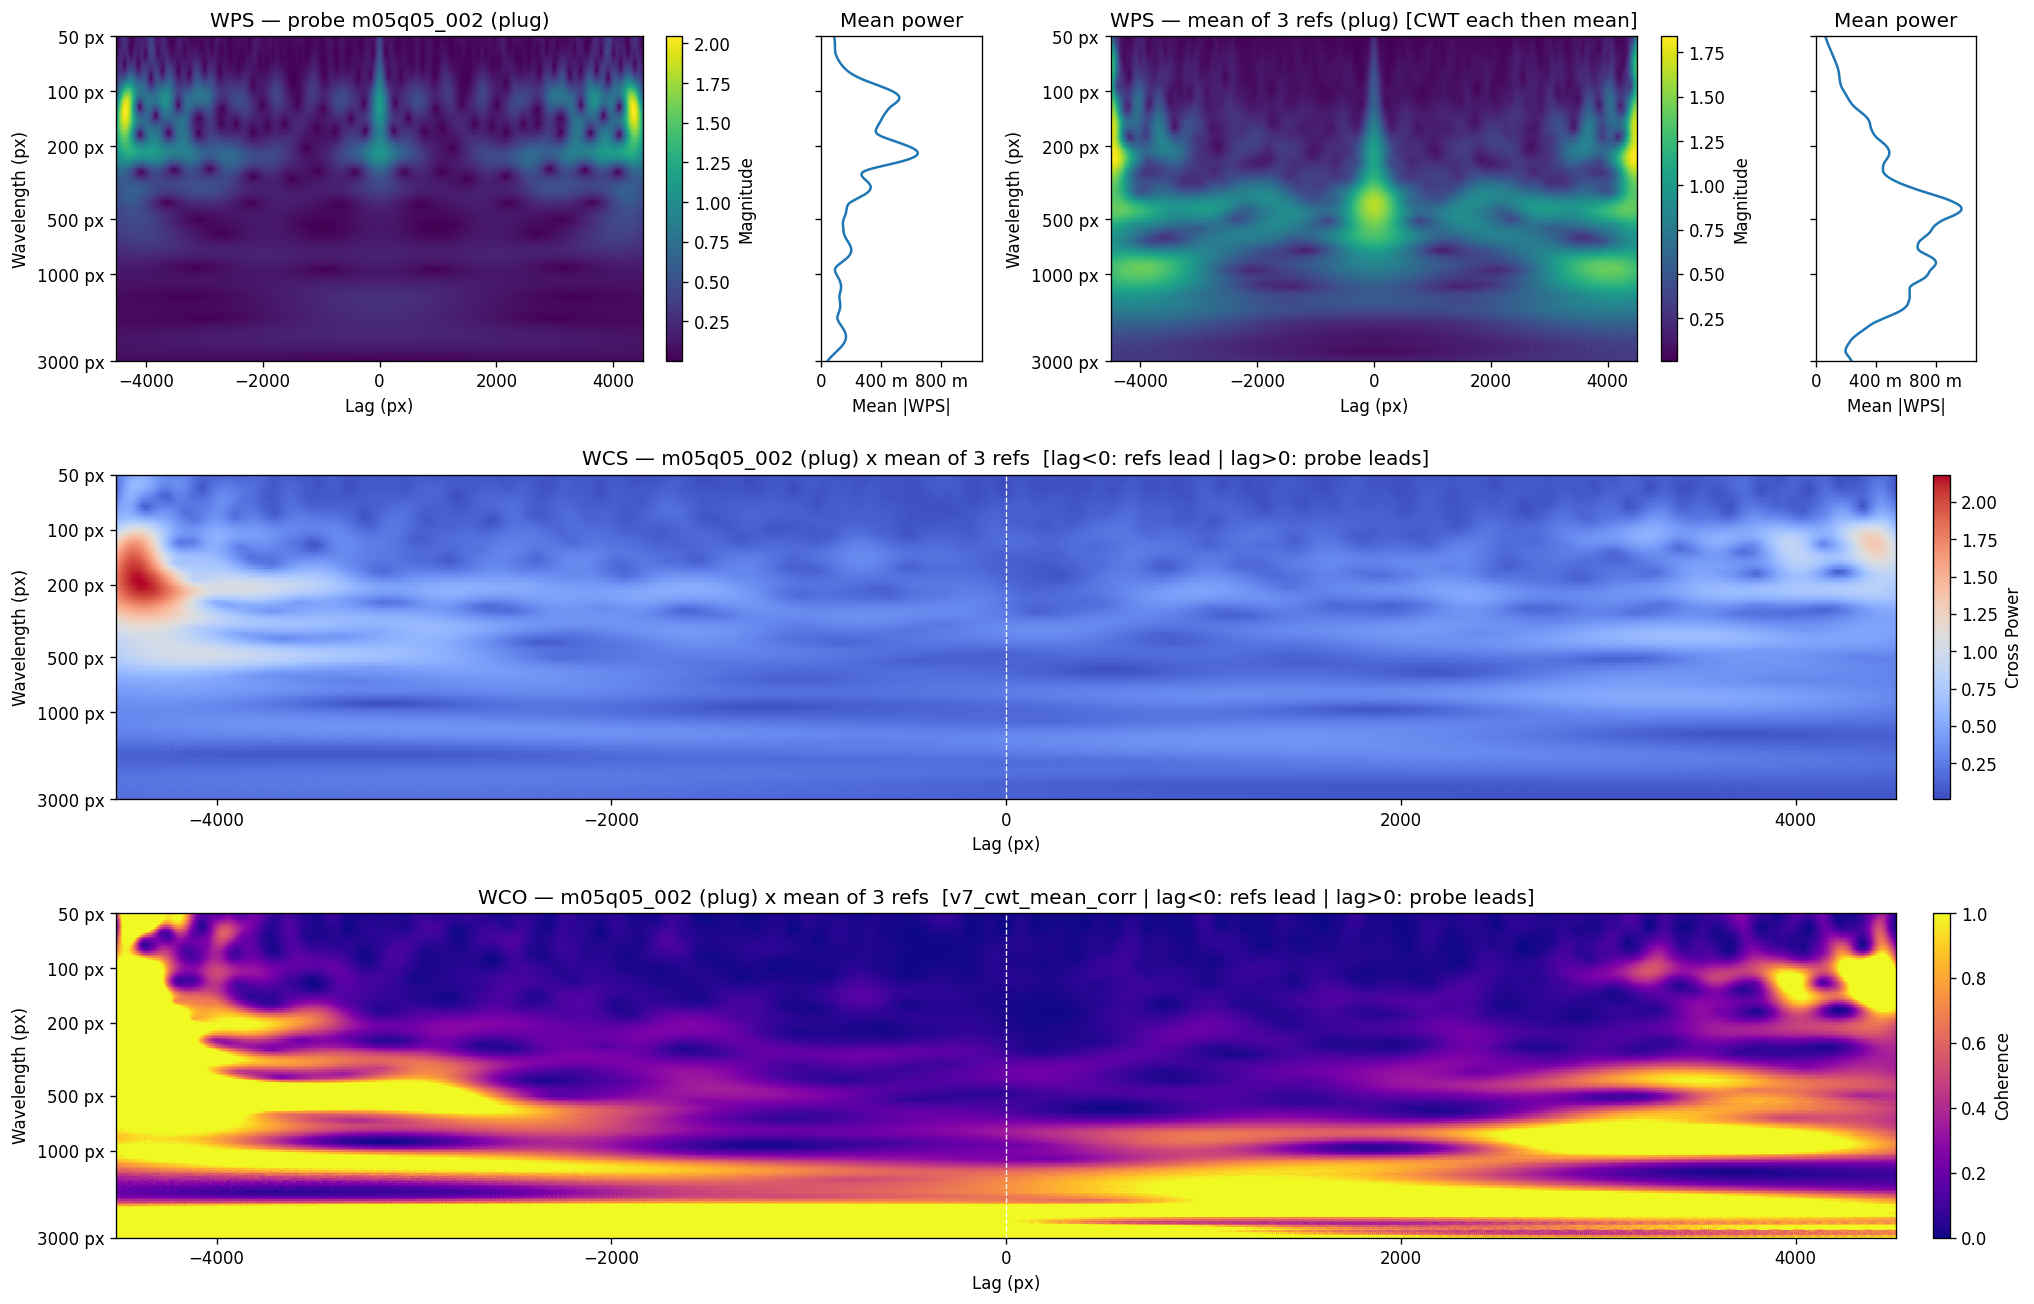 WPS — probe m05q05_002 (plug)
50 px
100 px
200 px
500 px
1000 px
3000 px
Wavelength (px)
−4000
−2000
0
2000
4000
Lag (px)
2.00
1.75
1.50
1.25
1.00
0.75
0.50
0.25
Magnitude
Mean power
0
400 m
800 m
Mean |WPS|
WPS — mean of 3 refs (plug) [CWT each then mean]
50 px
100 px
200 px
500 px
1000 px
3000 px
Wavelength (px)
−4000
−2000
0
2000
4000
Lag (px)
1.75
1.50
1.25
1.00
0.75
0.50
0.25
Magnitude
Mean power
0
400 m
800 m
Mean |WPS|
WCS — m05q05_002 (plug) x mean of 3 refs  [lag<0: refs lead | lag>0: probe leads]
50 px
100 px
200 px
500 px
1000 px
3000 px
Wavelength (px)
−4000
−2000
0
2000
4000
Lag (px)
2.00
1.75
1.50
1.25
1.00
0.75
0.50
0.25
Cross Power
WCO — m05q05_002 (plug) x mean of 3 refs  [v7_cwt_mean_corr | lag<0: refs lead | lag>0: probe leads]
50 px
100 px
200 px
500 px
1000 px
3000 px
Wavelength (px)
−4000
−2000
0
2000
4000
Lag (px)
1.0
0.8
0.6
0.4
0.2
0.0
Coherence